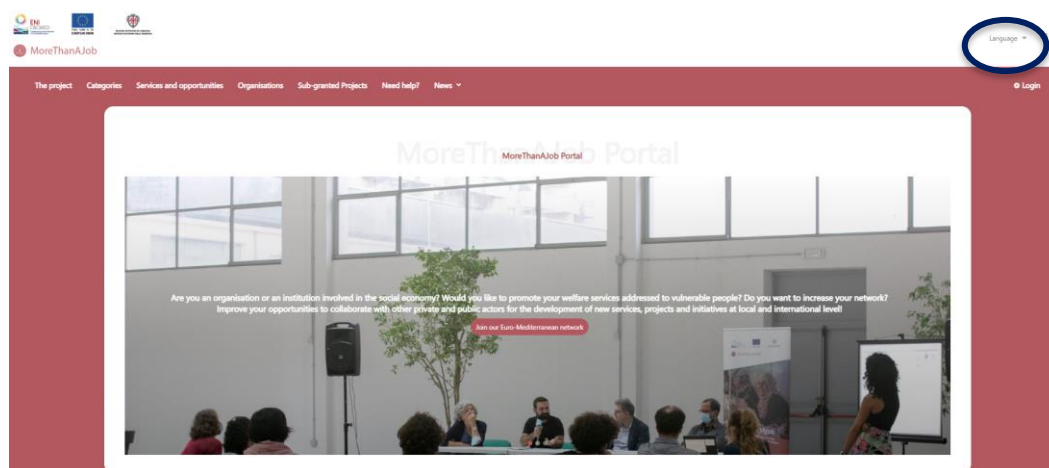 ENI
MoreThanAJob
Language
The project Categories Services and opportunities Organisations Sub-granted Projects Need help? News
Login
MoreThanAJob Portal
MoreThanAJob Portal
Are you an organisation or an institution involved in the social economy? Would you like to promote your welfare services addressed to vulnerable people? Do you want to increase your network?
Improve your opportunities to collaborate with other private and public actors for the development of new services, projects and initiatives at local and international level!
Join our Euro-Mediterranean network